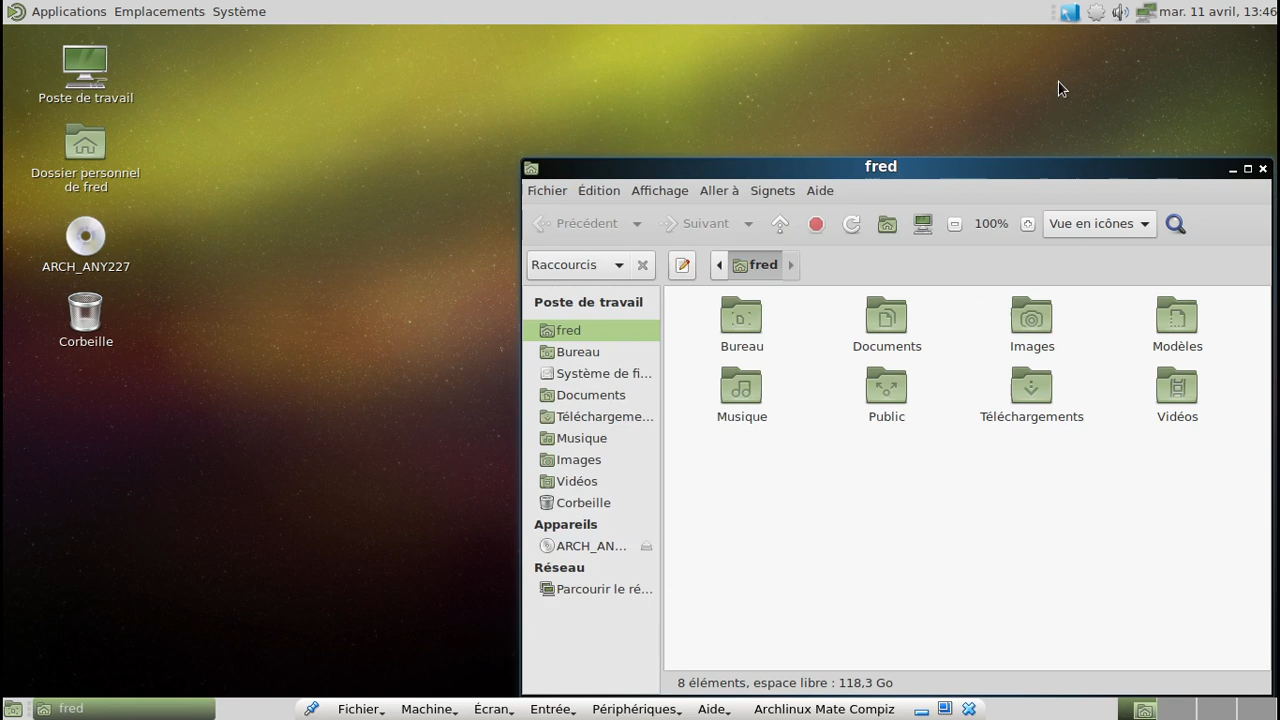 Applications Emplacements Système
mar. 11 avril, 13:46
Poste de travail
Dossier personnel
de fred
ARCH_ANY227
Corbeille
fred
Fichier Édition Affichage Aller à Signets Aide
Précédent Suivant 100% Vue en icônes
Raccourcis fred
Poste de travail
fred
Bureau
Système de fi...
Documents
Téléchargeme...
Musique
Images
Vidéos
Corbeille
Appareils
ARCH_AN...
Réseau
Parcourir le ré...
Bureau Documents Images Modèles
Musique Public Téléchargements Vidéos
8 éléments, espace libre : 118,3 Go
fred
Fichier Machine Écran Entrée Périphériques Aide Archlinux Mate Compiz